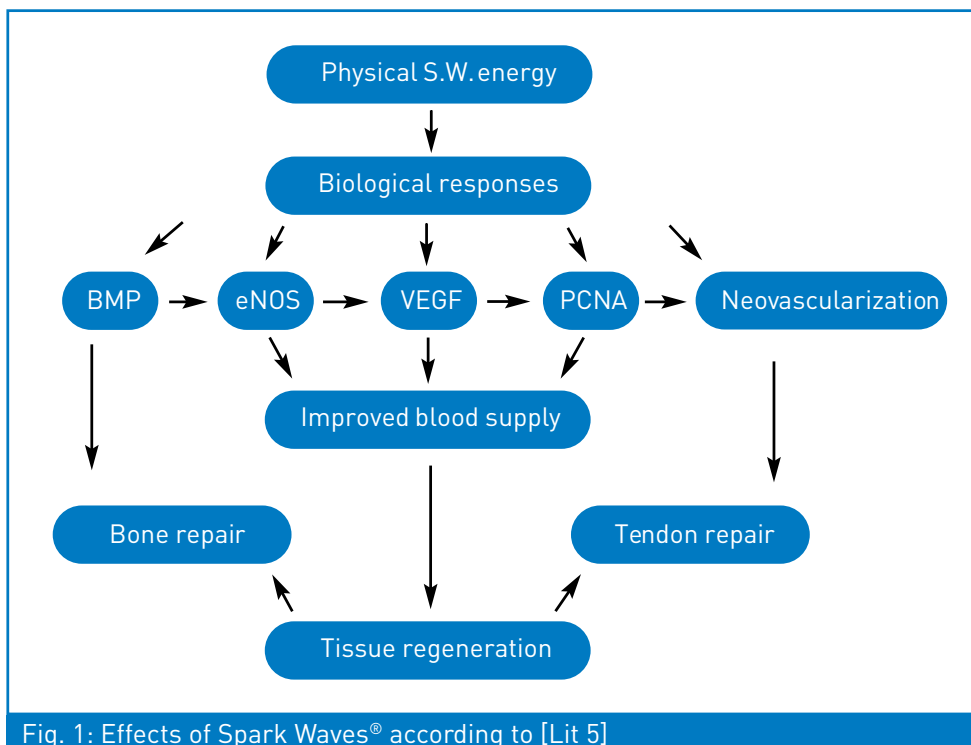 Physical S.W. energy
Biological responses
BMP
eNOS
VEGF
PCNA
Neovascularization
Improved blood supply
Bone repair
Tendon repair
Tissue regeneration
Fig. 1: Effects of Spark Waves® according to [Lit 5]